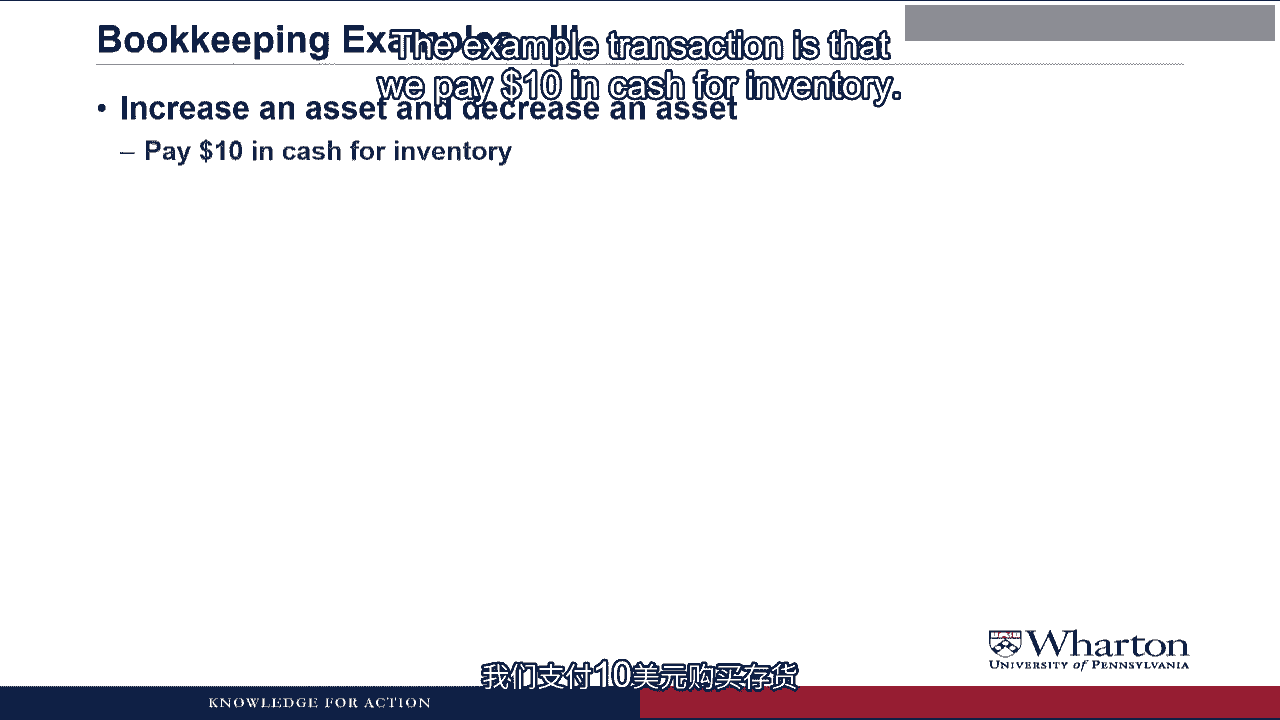 Bookkeeping Examples III
The example transaction is that
we pay $10 in cash for inventory.
• Increase an asset and decrease an asset
– Pay $10 in cash for inventory
Wharton
UNIVERSITY of PENNSYLVANIA
我们支付10美元购买存货
KNOWLEDGE FOR ACTION